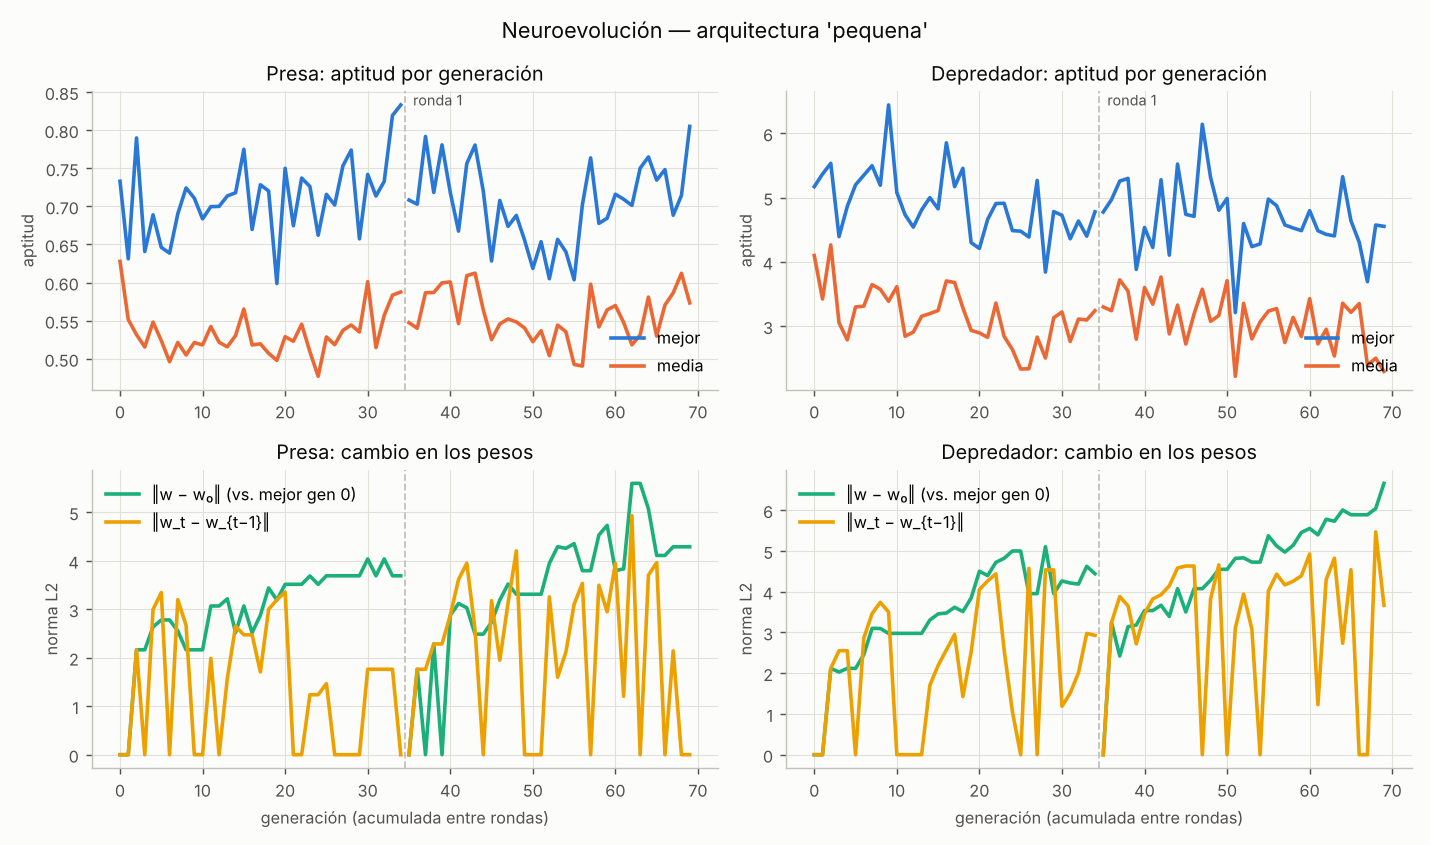 Neuroevolución — arquitectura 'pequena'
Presa: aptitud por generación
aptitud
0.85
0.80
0.75
0.70
0.65
0.60
0.55
0.50
ronda 1
mejor
media
0 10 20 30 40 50 60 70
Depredador: aptitud por generación
aptitud
6
5
4
3
ronda 1
mejor
media
0 10 20 30 40 50 60 70
Presa: cambio en los pesos
norma L2
5
4
3
2
1
0
‖w − w₀‖ (vs. mejor gen 0)
‖w_t − w_{t−1}‖
0 10 20 30 40 50 60 70
generación (acumulada entre rondas)
Depredador: cambio en los pesos
norma L2
6
5
4
3
2
1
0
‖w − w₀‖ (vs. mejor gen 0)
‖w_t − w_{t−1}‖
0 10 20 30 40 50 60 70
generación (acumulada entre rondas)